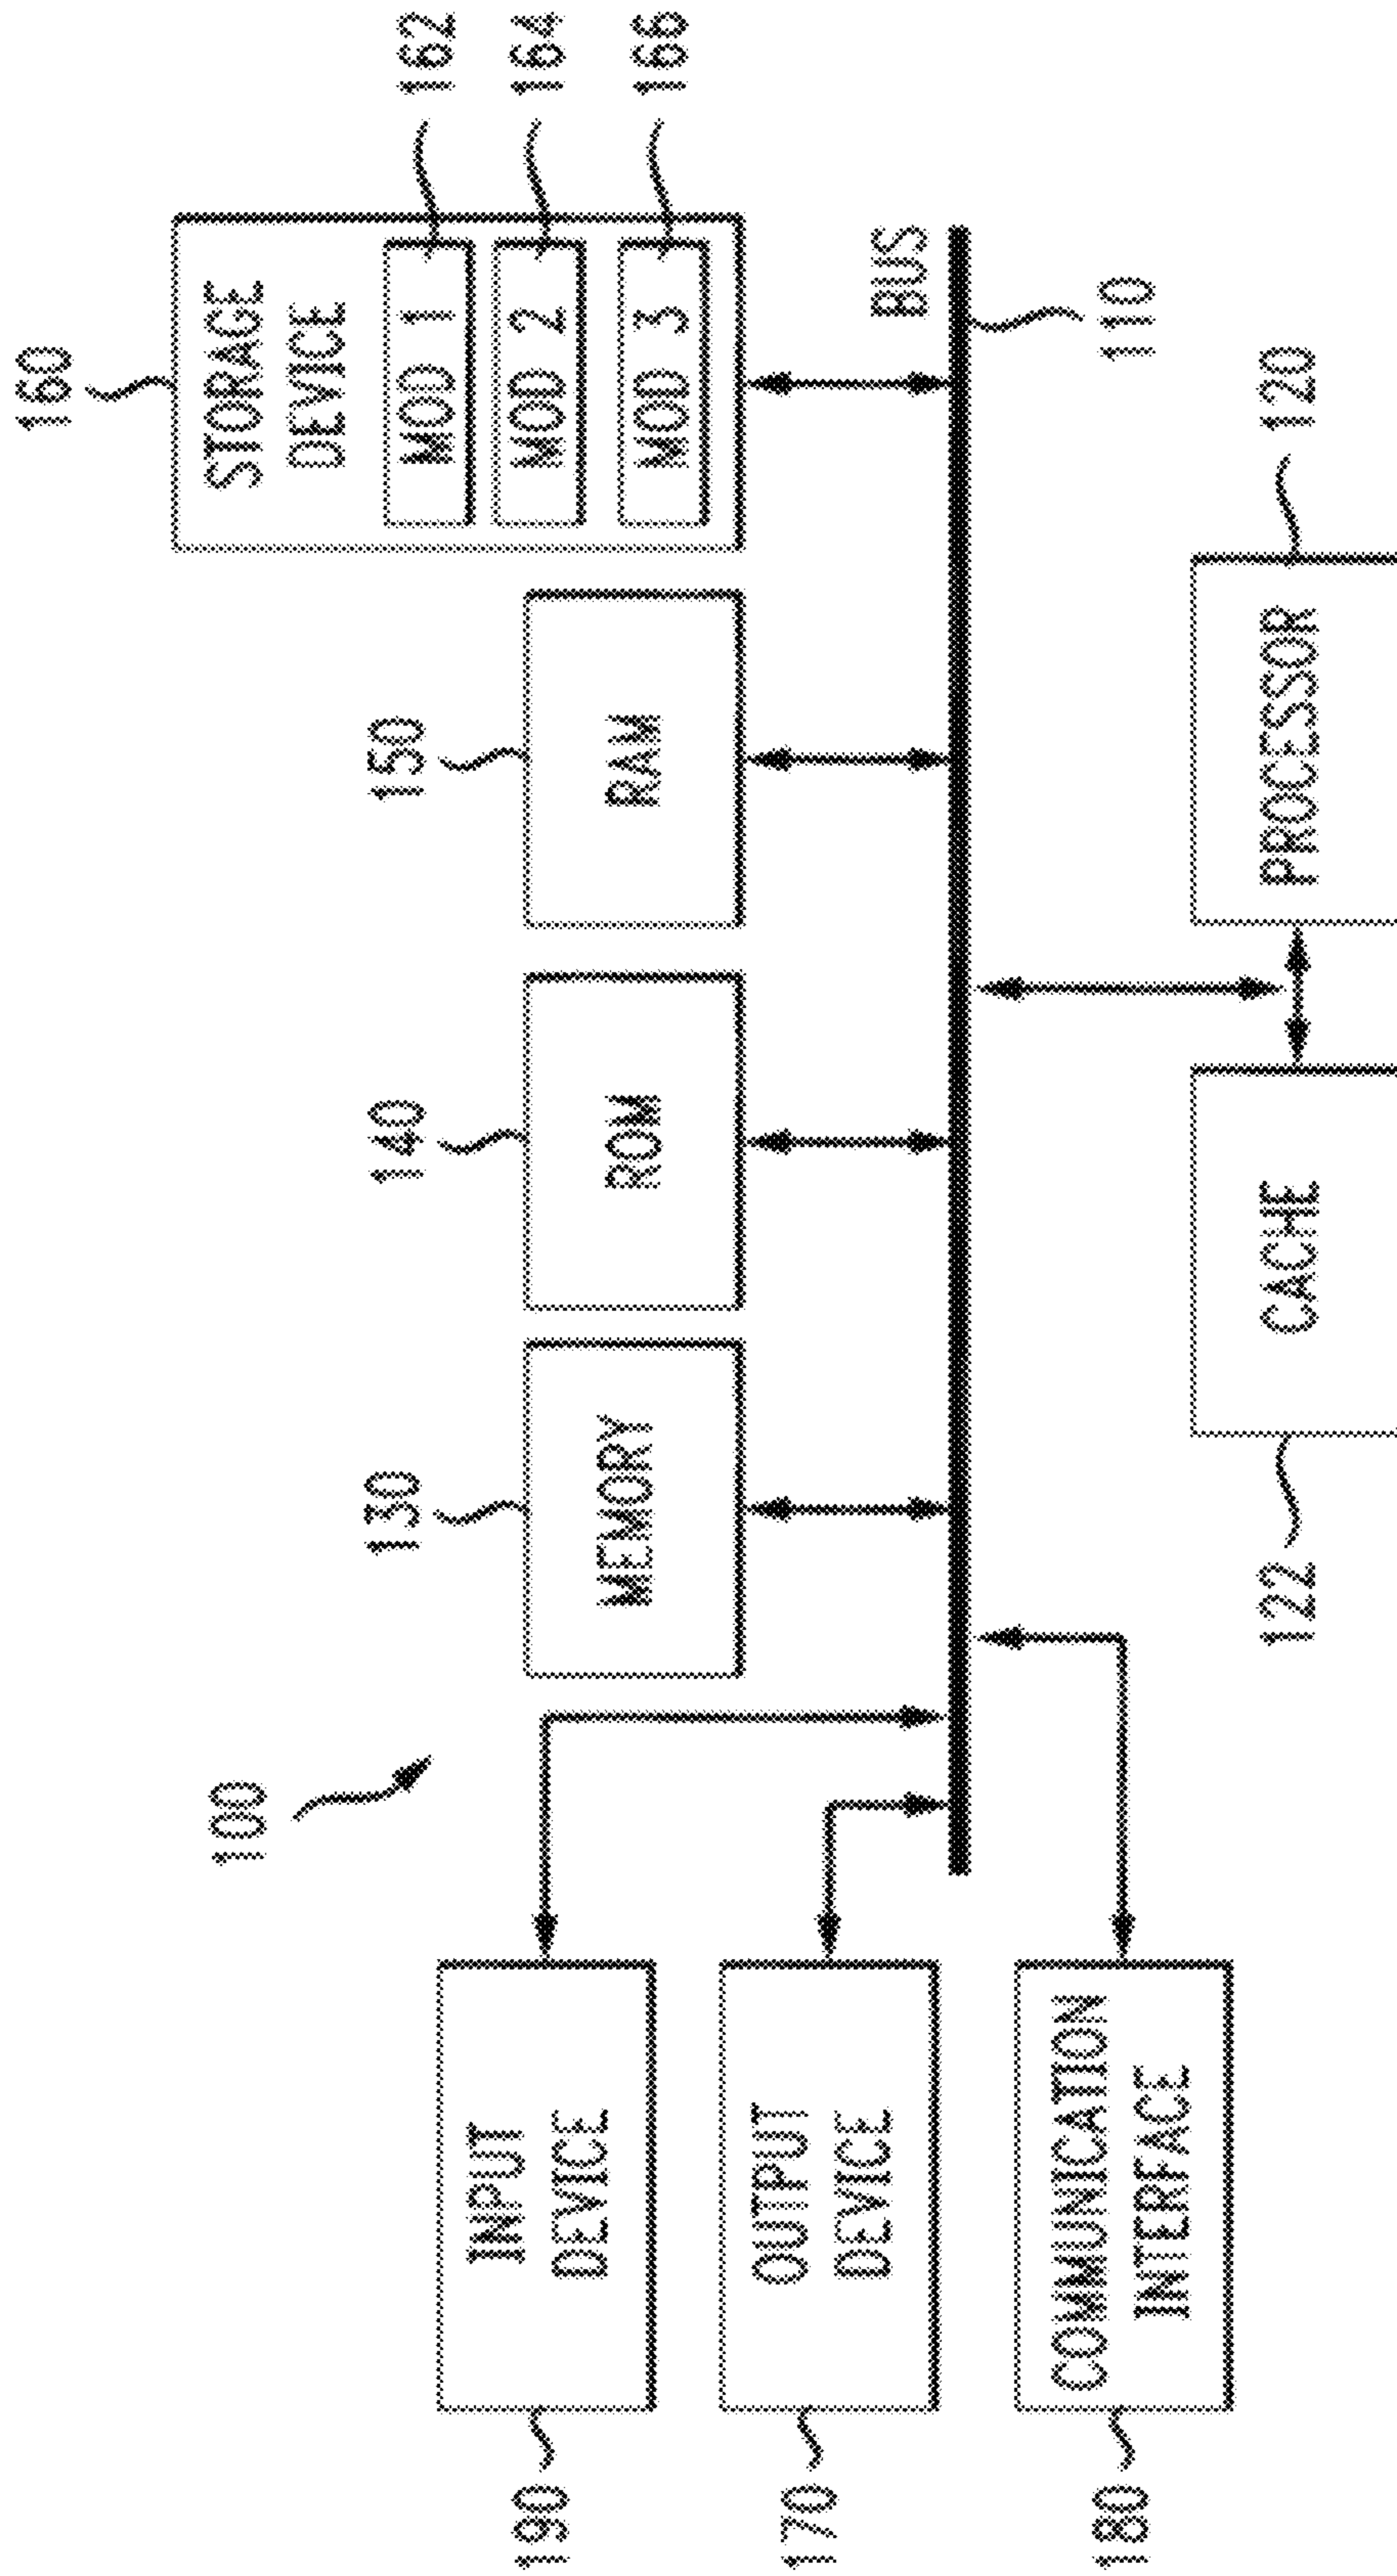 160
STORAGE
DEVICE
MOD 1
162
MOD 2
164
MOD 3
166
100
130
MEMORY
140
ROM
150
RAM
190
INPUT
DEVICE
170
OUTPUT
DEVICE
180
COMMUNICATION
INTERFACE
BUS
110
122
CACHE
PROCESSOR
120